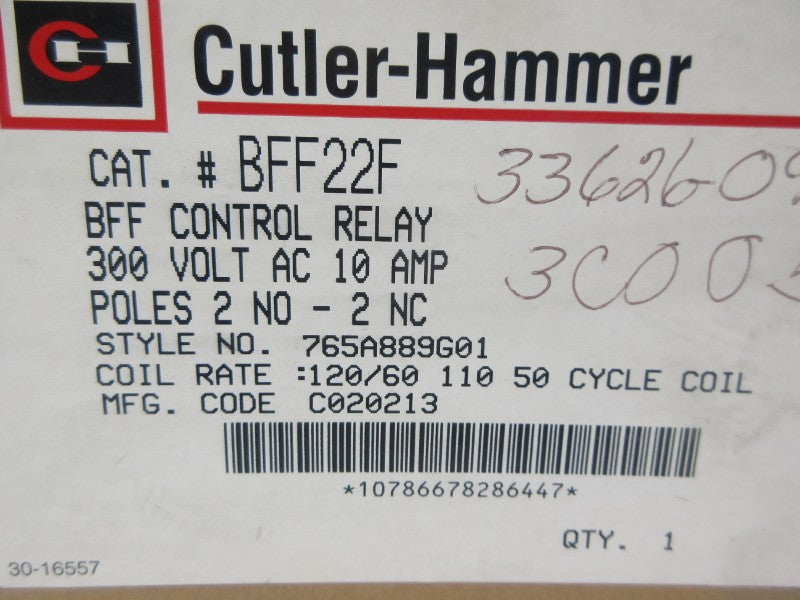 Cutler-Hammer
CAT. # BFF22F
BFF CONTROL RELAY
300 VOLT AC 10 AMP
POLES 2 NO - 2 NC
STYLE NO. 765A889G01
COIL RATE :120/60 110 50 CYCLE COIL
MFG. CODE C020213
*10786678286447*
QTY. 1
30-16557